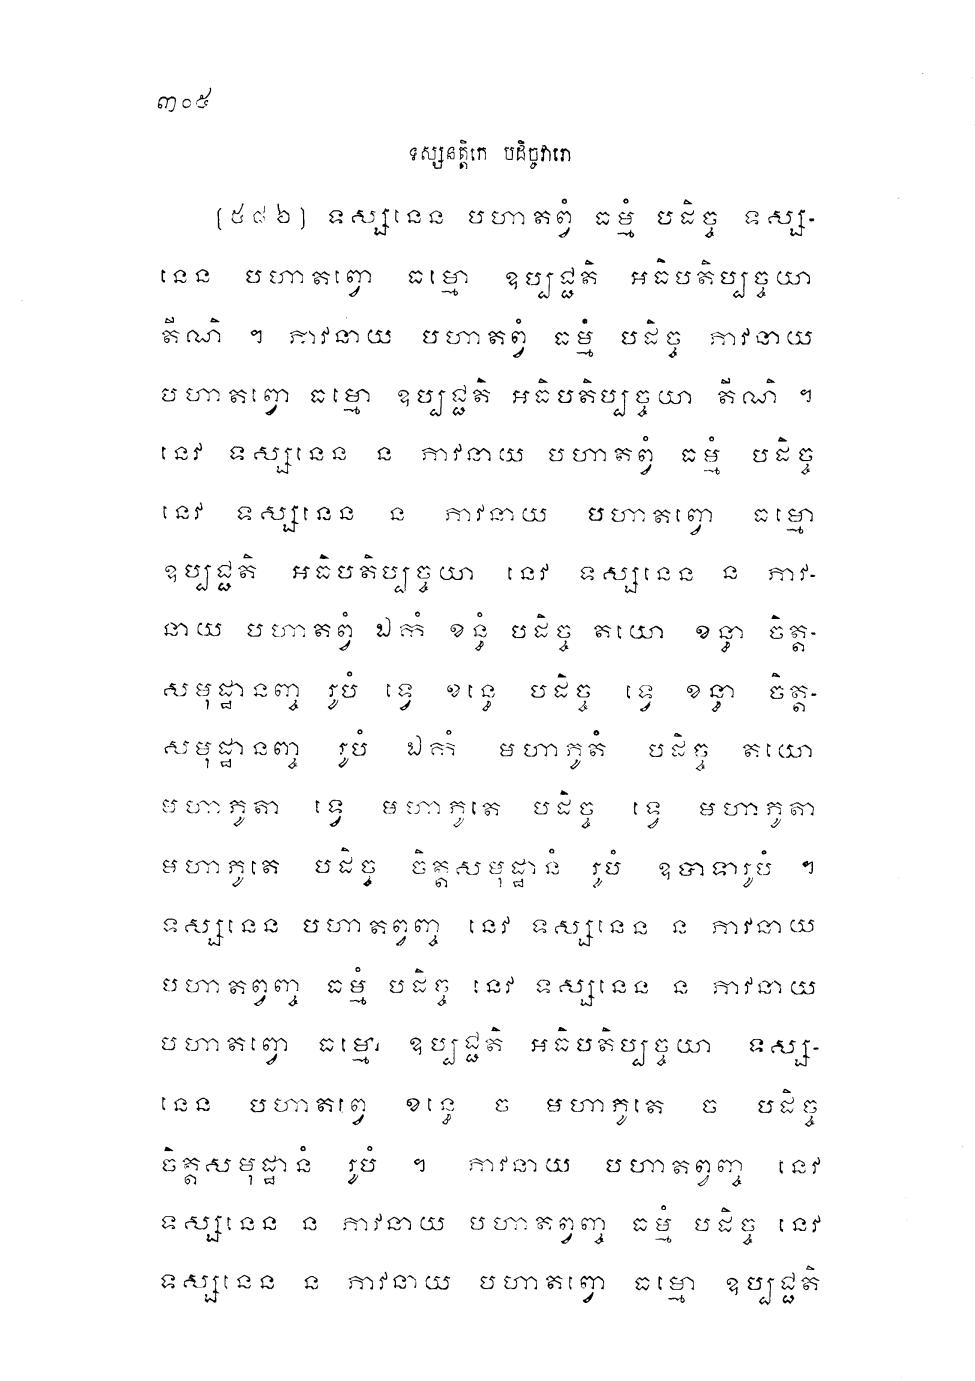 ៣០៥
ទស្សនត្តិកេ បដិច្ចវារោ
[៥៨៦] ទស្សនេន បហាតព្វំ ធម្មំ បដិច្ច ទស្ស-
នេន បហាតព្វោ ធម្មោ ឧប្បជ្ជតិ អធិបតិប្បច្ចយា
តីណិ ។ ភាវនាយ បហាតព្វំ ធម្មំ បដិច្ច ភាវនាយ
បហាតព្វោ ធម្មោ ឧប្បជ្ជតិ អធិបតិប្បច្ចយា តីណិ ។
នេវ ទស្សនេន ន ភាវនាយ បហាតព្វំ ធម្មំ បដិច្ច
នេវ ទស្សនេន ន ភាវនាយ បហាតព្វោ ធម្មោ
ឧប្បជ្ជតិ អធិបតិប្បច្ចយា នេវ ទស្សនេន ន ភាវ-
នាយ បហាតព្វំ ឯកំ ខន្ធំ បដិច្ច តយោ ខន្ធា ចិត្ត-
សមុដ្ឋានញ្ច រូបំ ទ្វេ ខន្ធេ បដិច្ច ទ្វេ ខន្ធា ចិត្ត-
សមុដ្ឋានញ្ច រូបំ ឯកំ មហាភូតំ បដិច្ច តយោ
មហាភូតា ទ្វេ មហាភូតេ បដិច្ច ទ្វេ មហាភូតា
មហាភូតេ បដិច្ច ចិត្តសមុដ្ឋានំ រូបំ ឧបាទារូបំ ។
ទស្សនេន បហាតព្វញ្ច នេវ ទស្សនេន ន ភាវនាយ
បហាតព្វញ្ច ធម្មំ បដិច្ច នេវ ទស្សនេន ន ភាវនាយ
បហាតព្វោ ធម្មោ ឧប្បជ្ជតិ អធិបតិប្បច្ចយា ទស្ស-
នេន បហាតព្វេ ខន្ធេ ច មហាភូតេ ច បដិច្ច
ចិត្តសមុដ្ឋានំ រូបំ ។ ភាវនាយ បហាតព្វញ្ច នេវ
ទស្សនេន ន ភាវនាយ បហាតព្វញ្ច ធម្មំ បដិច្ច នេវ
ទស្សនេន ន ភាវនាយ បហាតព្វោ ធម្មោ ឧប្បជ្ជតិ